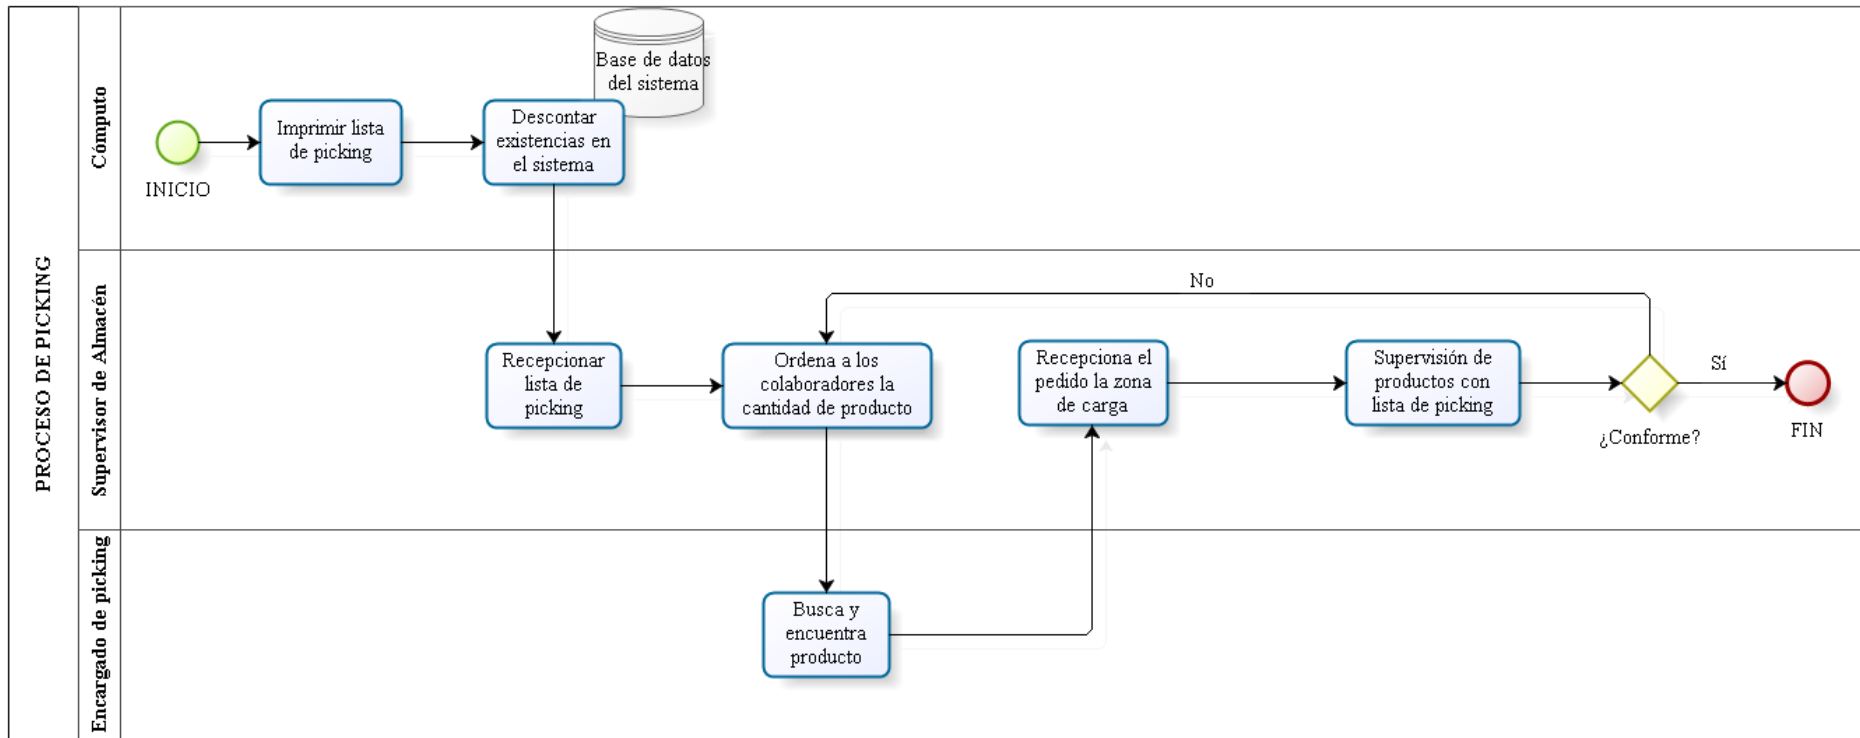 PROCESO DE PICKING
Cómputo
INICIO
Imprimir lista
de picking
Descontar
existencias en
el sistema
Base de datos
del sistema
Supervisor de Almacén
Recepcionar
lista de
picking
Ordena a los
colaboradores la
cantidad de producto
Recepciona el
pedido la zona
de carga
Supervisión de
productos con
lista de picking
No
¿Conforme?
Sí
FIN
Encargado de picking
Busca y
encuentra
producto